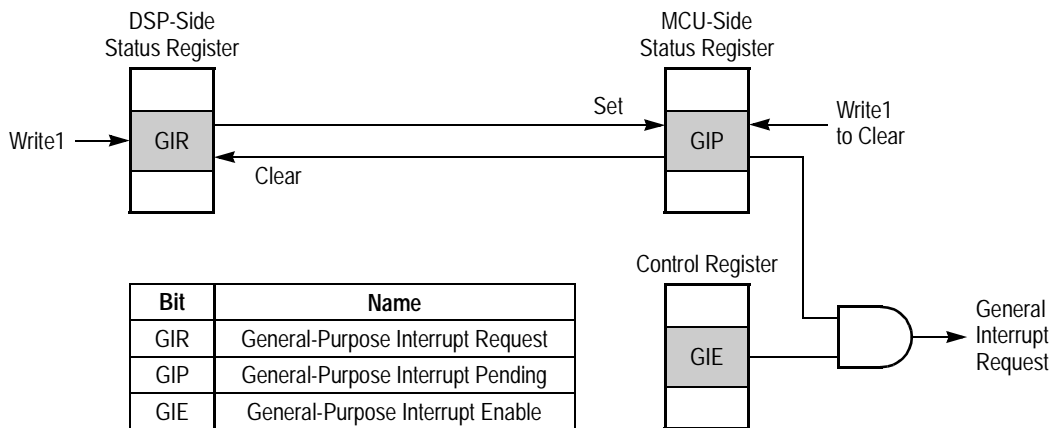 DSP-Side
Status Register
MCU-Side
Status Register
Write1
GIR
Set
GIP
Write1
to Clear
Clear
Control Register
Bit Name
GIR General-Purpose Interrupt Request
GIP General-Purpose Interrupt Pending
GIE General-Purpose Interrupt Enable
GIE
General
Interrupt
Request